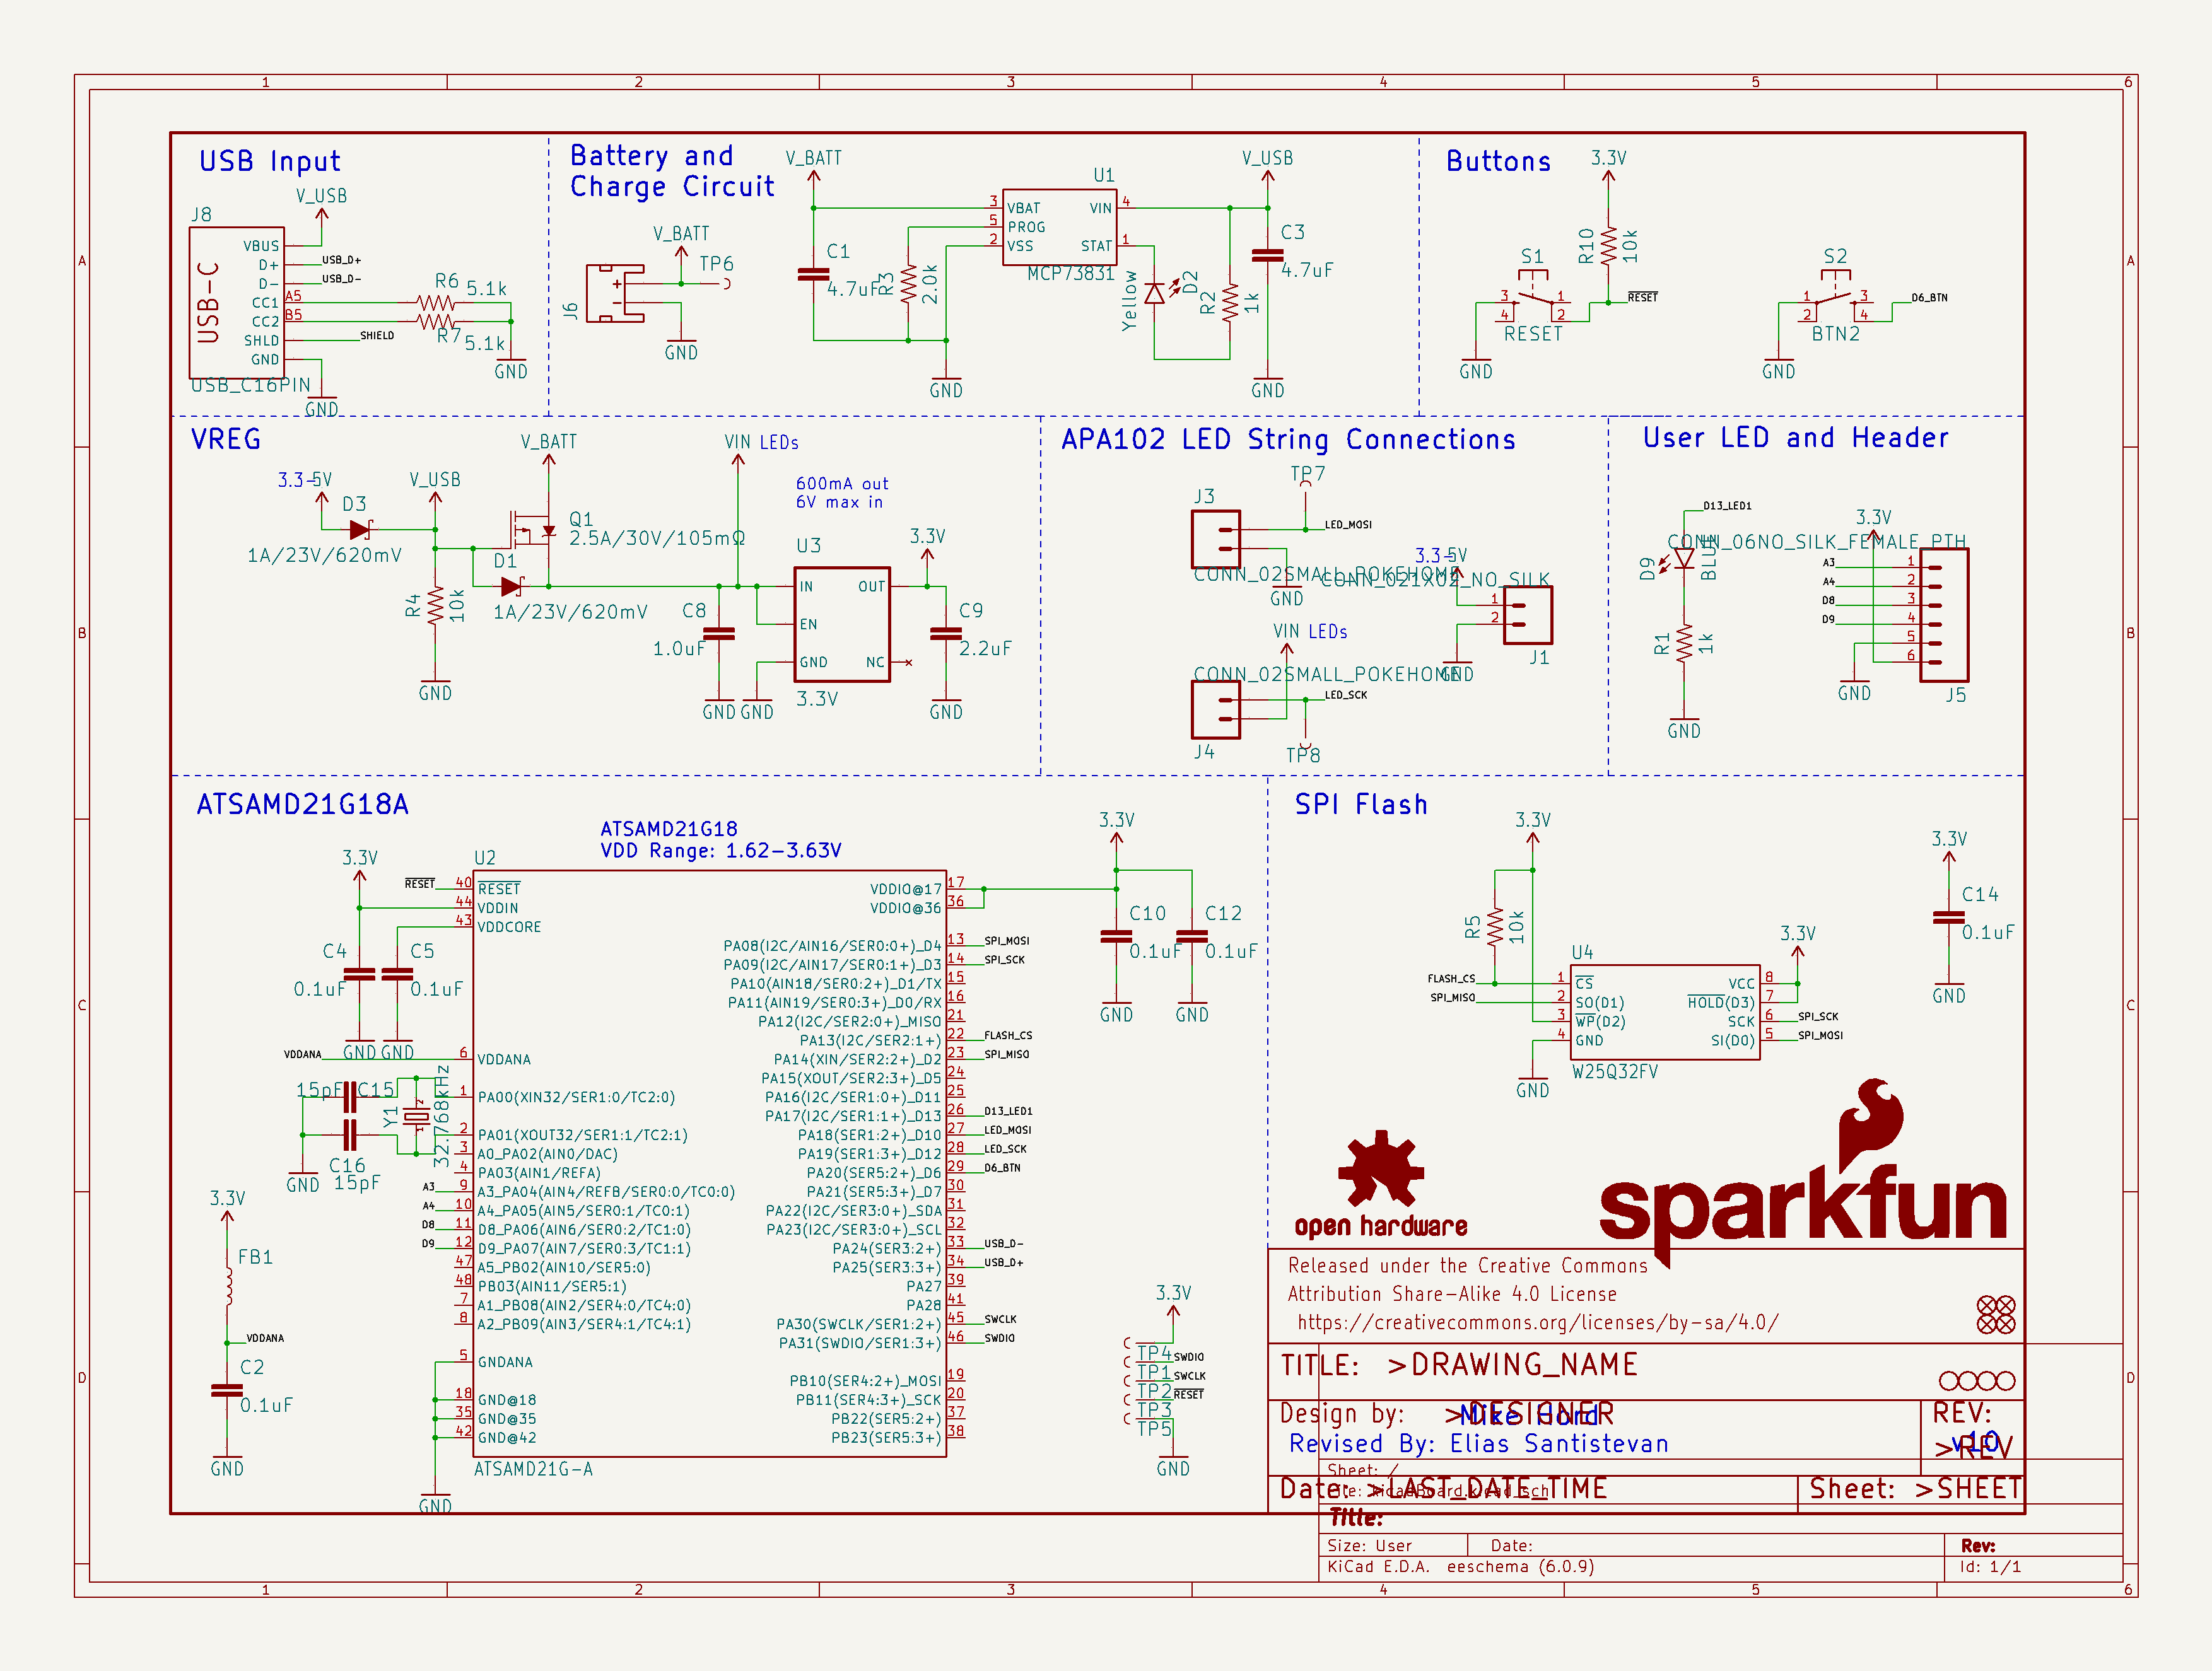 1 2 3 4 5 6
A
B
C
D
USB Input
V_USB
J8
USB-C
VBUS
D+ USB_D+
D- USB_D-
CC1 A5
CC2 B5
SHLD SHIELD
GND
USB_C16PIN
GND
R6 5.1k
R7 5.1k
GND
Battery and
Charge Circuit
V_BATT
TP6
J6
+
-
GND
V_BATT
C1
4.7uF
R3
2.0k
U1
3 VBAT VIN 4
5 PROG
2 VSS STAT 1
MCP73831
GND
Yellow
D2
R2
1k
V_USB
C3
4.7uF
GND
Buttons
3.3V
R10
10k
S1
3 1
4 2
RESET
RESET
GND
S2
1 3
2 4
BTN2
D6_BTN
GND
VREG
3.3-5V
D3
1A/23V/620mV
V_USB
R4
10k
GND
V_BATT
Q1
2.5A/30V/105mΩ
D1
1A/23V/620mV
VIN LEDs
600mA out
6V max in
C8
1.0uF
GND GND
U3
IN OUT
EN
GND NC
3.3V
3.3V
C9
2.2uF
GND
APA102 LED String Connections
TP7
J3
LED_MOSI
CONN_02SMALL_POKEHOME
GND
3.3-5V
CONN_021X02_NO_SILK
1
2
J1
GND
VIN LEDs
CONN_02SMALL_POKEHOME
LED_SCK
J4
TP8
User LED and Header
D13_LED1
D9
BLUE
R1
1k
GND
3.3V
CONN_06NO_SILK_FEMALE_PTH
A3 1
A4 2
D8 3
D9 4
5
6
GND
J5
ATSAMD21G18A
ATSAMD21G18
VDD Range: 1.62-3.63V
3.3V
U2
RESET 40 RESET
44 VDDIN
43 VDDCORE
C4
0.1uF
C5
0.1uF
GND GND
VDDANA 6 VDDANA
15pF C15
Y1
32.768kHz
C16
15pF
GND
1 PA00(XIN32/SER1:0/TC2:0)
2 PA01(XOUT32/SER1:1/TC2:1)
3 A0_PA02(AIN0/DAC)
4 PA03(AIN1/REFA)
A3 9 A3_PA04(AIN4/REFB/SER0:0/TC0:0)
A4 10 A4_PA05(AIN5/SER0:1/TC0:1)
D8 11 D8_PA06(AIN6/SER0:2/TC1:0)
D9 12 D9_PA07(AIN7/SER0:3/TC1:1)
47 A5_PB02(AIN10/SER5:0)
48 PB03(AIN11/SER5:1)
7 A1_PB08(AIN2/SER4:0/TC4:0)
8 A2_PB09(AIN3/SER4:1/TC4:1)
5 GNDANA
18 GND@18
35 GND@35
42 GND@42
ATSAMD21G-A
GND
3.3V
FB1
VDDANA
C2
0.1uF
GND
VDDIO@17 17
VDDIO@36 36
PA08(I2C/AIN16/SER0:0+)_D4 13 SPI_MOSI
PA09(I2C/AIN17/SER0:1+)_D3 14 SPI_SCK
PA10(AIN18/SER0:2+)_D1/TX 15
PA11(AIN19/SER0:3+)_D0/RX 16
PA12(I2C/SER2:0+)_MISO 21
PA13(I2C/SER2:1+) 22 FLASH_CS
PA14(XIN/SER2:2+)_D2 23 SPI_MISO
PA15(XOUT/SER2:3+)_D5 24
PA16(I2C/SER1:0+)_D11 25
PA17(I2C/SER1:1+)_D13 26 D13_LED1
PA18(SER1:2+)_D10 27 LED_MOSI
PA19(SER1:3+)_D12 28 LED_SCK
PA20(SER5:2+)_D6 29 D6_BTN
PA21(SER5:3+)_D7 30
PA22(I2C/SER3:0+)_SDA 31
PA23(I2C/SER3:0+)_SCL 32
PA24(SER3:2+) 33 USB_D-
PA25(SER3:3+) 34 USB_D+
PA27 39
PA28 41
PA30(SWCLK/SER1:2+) 45 SWCLK
PA31(SWDIO/SER1:3+) 46 SWDIO
PB10(SER4:2+)_MOSI 19
PB11(SER4:3+)_SCK 20
PB22(SER5:2+) 37
PB23(SER5:3+) 38
3.3V
C10
0.1uF
C12
0.1uF
GND GND
3.3V
TP4 SWDIO
TP1 SWCLK
TP2 RESET
TP3
TP5
GND
SPI Flash
3.3V
R5
10k
FLASH_CS
SPI_MISO
U4
1 CS VCC 8
2 SO(D1) HOLD(D3) 7
3 WP(D2) SCK 6 SPI_SCK
4 GND SI(D0) 5 SPI_MOSI
W25Q32FV
GND
3.3V
3.3V
C14
0.1uF
GND
open hardware
sparkfun
Released under the Creative Commons
Attribution Share-Alike 4.0 License
https://creativecommons.org/licenses/by-sa/4.0/
TITLE: >DRAWING_NAME
Design by: >DESIGNER
Mike Hord
Revised By: Elias Santistevan
REV:
>REV
v10
Sheet: /
File: kicadBoard.kicad_sch
Date: >LAST_DATE_TIME
Sheet: >SHEET
Title:
Size: User Date: Rev:
KiCad E.D.A. eeschema (6.0.9) Id: 1/1
1 2 3 4 5 6
A
B
C
D